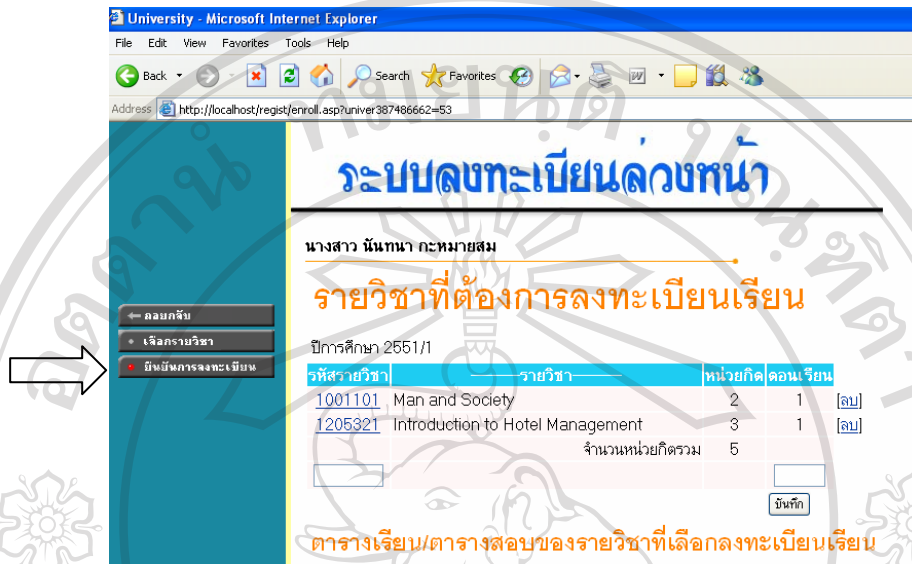 University - Microsoft Internet Explorer
File Edit View Favorites Tools Help
Back Search Favorites
Address http://localhost/regist/enroll.asp?univer387486662=53
ระบบลงทะเบียนล่วงหน้า
นางสาว นันทนา กะหมายสม
รายวิชาที่ต้องการลงทะเบียนเรียน
ถอยกลับ
เลือกรายวิชา
ยืนยันการลงทะเบียน
ปีการศึกษา 2551/1
รหัสรายวิชา รายวิชา หน่วยกิต ตอนเรียน
1001101 Man and Society 2 1 [ลบ]
1205321 Introduction to Hotel Management 3 1 [ลบ]
จำนวนหน่วยกิตรวม 5
บันทึก
ตารางเรียน/ตารางสอบของรายวิชาที่เลือกลงทะเบียนเรียน